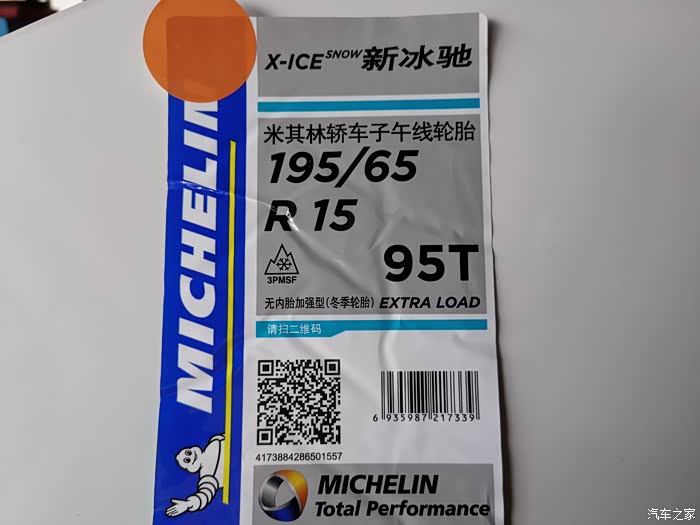 X-ICE SNOW 新冰驰
米其林轿车子午线轮胎
195/65
R 15
3PMSF
95T
无内胎加强型(冬季轮胎) EXTRA LOAD
请扫二维码
6 935987 217339
4173884286501557
MICHELIN
Total Performance
MICHELIN
汽车之家